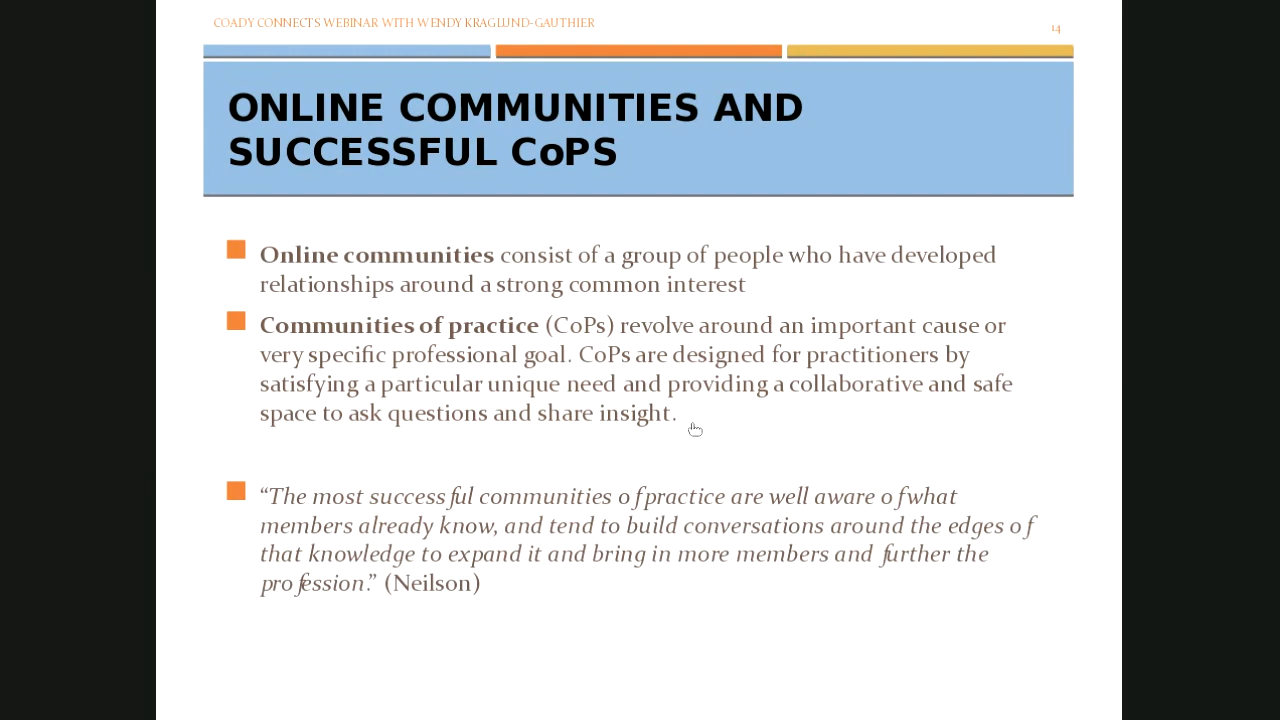 COADY CONNECTS WEBINAR WITH WENDY KRAGLUND-GAUTHIER
14
ONLINE COMMUNITIES AND
SUCCESSFUL CoPS
Online communities consist of a group of people who have developed
relationships around a strong common interest
Communities of practice (CoPs) revolve around an important cause or
very specific professional goal. CoPs are designed for practitioners by
satisfying a particular unique need and providing a collaborative and safe
space to ask questions and share insight.
“The most successful communities of practice are well aware of what
members already know, and tend to build conversations around the edges of
that knowledge to expand it and bring in more members and further the
profession.” (Neilson)